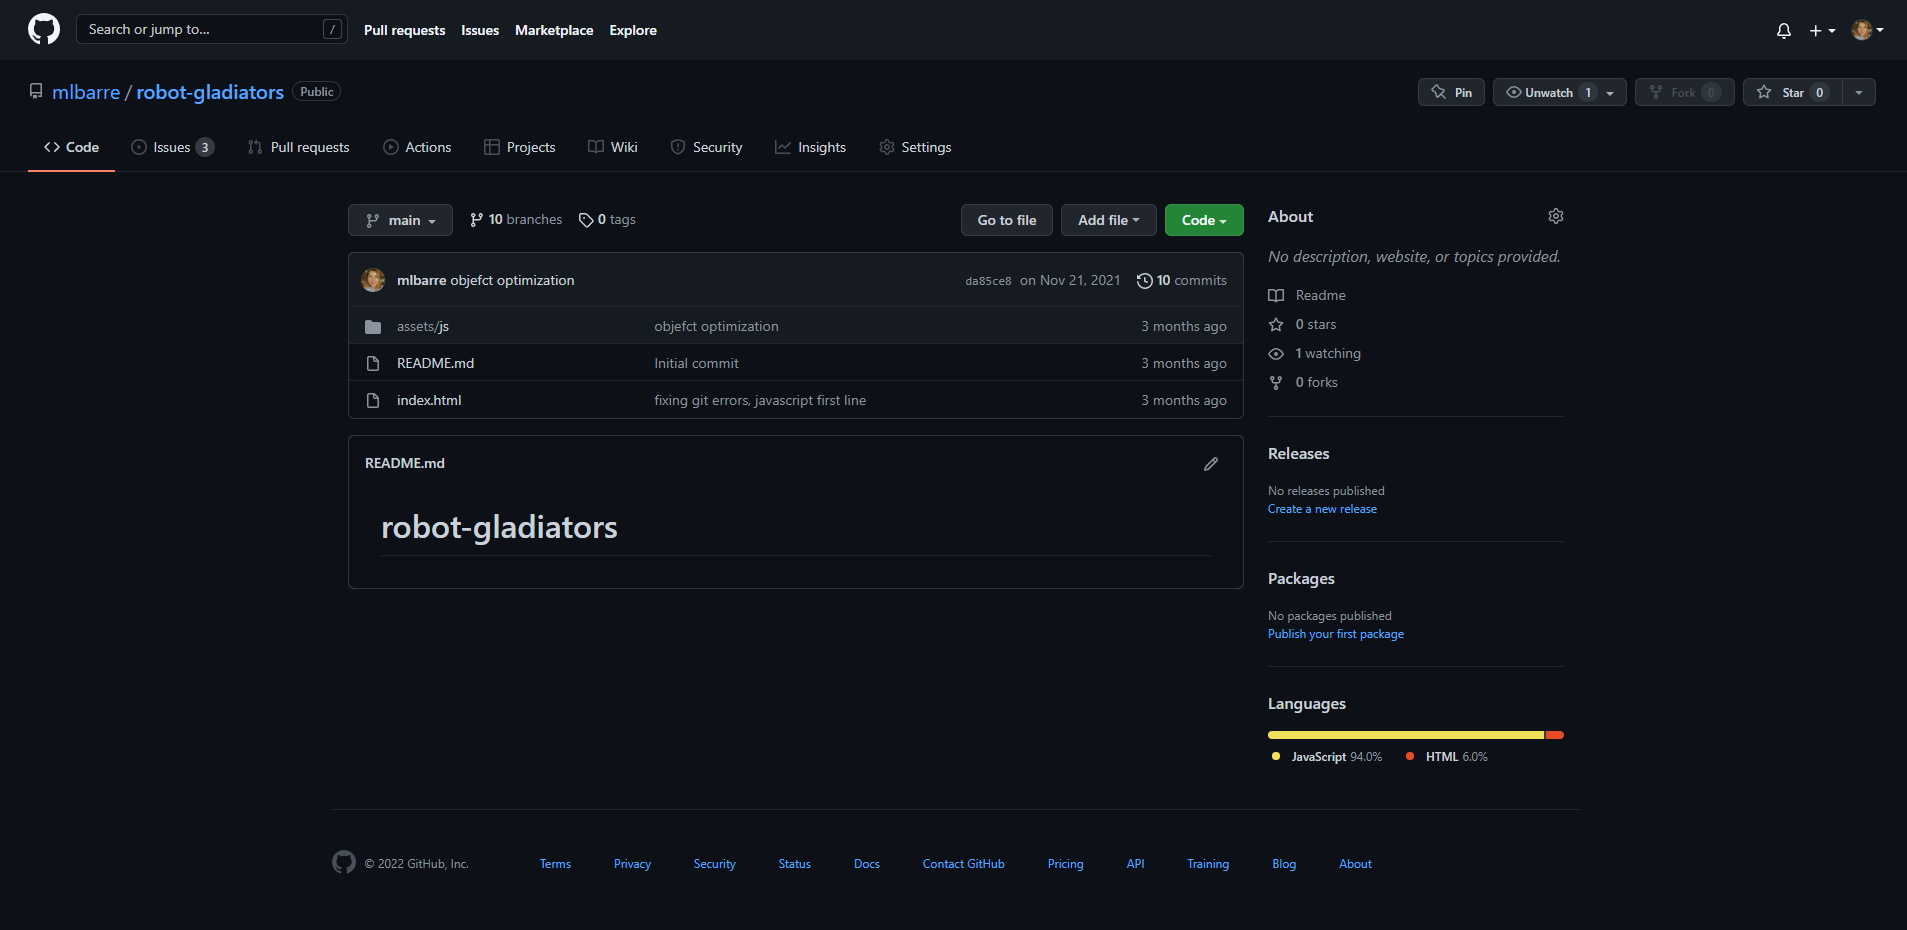 Search or jump to... /
Pull requests Issues Marketplace Explore
mlbarre / robot-gladiators Public
Pin Unwatch 1 Fork 0 Star 0
Code Issues 3 Pull requests Actions Projects Wiki Security Insights Settings
main 10 branches 0 tags Go to file Add file Code
mlbarre objefct optimization da85ce8 on Nov 21, 2021 10 commits
assets/js objefct optimization 3 months ago
README.md Initial commit 3 months ago
index.html fixing git errors, javascript first line 3 months ago
README.md
robot-gladiators
About
No description, website, or topics provided.
Readme
0 stars
1 watching
0 forks
Releases
No releases published
Create a new release
Packages
No packages published
Publish your first package
Languages
JavaScript 94.0% HTML 6.0%
© 2022 GitHub, Inc. Terms Privacy Security Status Docs Contact GitHub Pricing API Training Blog About